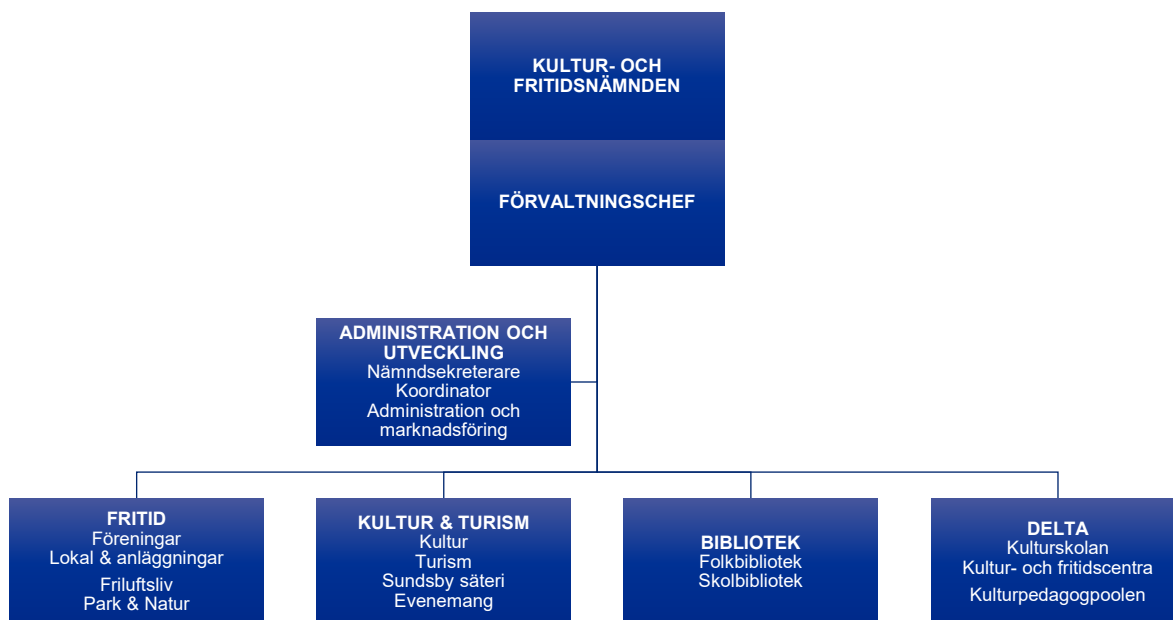 KULTUR- OCH
FRITIDSNÄMNDEN
FÖRVALTNINGSCHEF
ADMINISTRATION OCH
UTVECKLING
Nämndsekreterare
Koordinator
Administration och
marknadsföring
FRITID
Föreningar
Lokal & anläggningar
Friluftsliv
Park & Natur
KULTUR & TURISM
Kultur
Turism
Sundsby säteri
Evenemang
BIBLIOTEK
Folkbibliotek
Skolbibliotek
DELTA
Kulturskolan
Kultur- och fritidscentra
Kulturpedagogpoolen